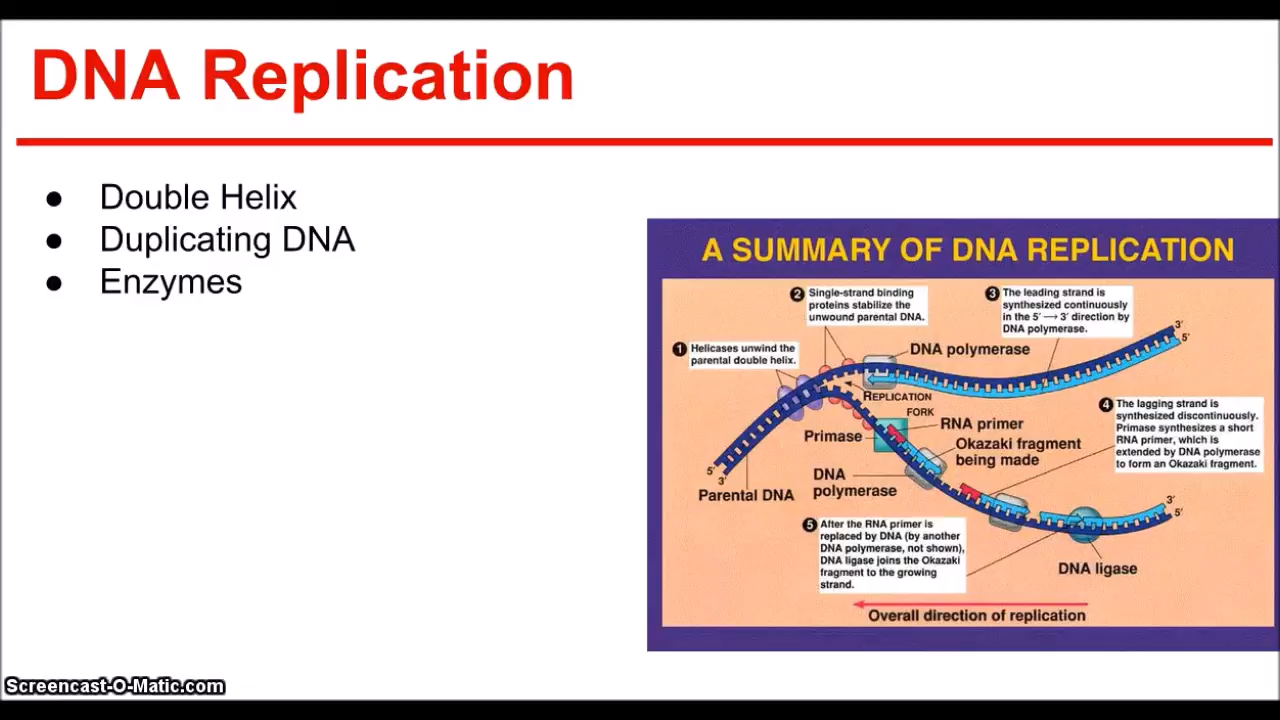 DNA Replication
● Double Helix
● Duplicating DNA
● Enzymes
A SUMMARY OF DNA REPLICATION
2 Single-strand binding
proteins stabilize the
unwound parental DNA.
3 The leading strand is
synthesized continuously
in the 5′ → 3′ direction by
DNA polymerase.
1 Helicases unwind the
parental double helix.
DNA polymerase
3′
5′
REPLICATION
FORK
4 The lagging strand is
synthesized discontinuously.
Primase synthesizes a short
RNA primer, which is
extended by DNA polymerase
to form an Okazaki fragment.
Primase
RNA primer
Okazaki fragment
being made
5′
3′
Parental DNA
DNA
polymerase
3′
5′
5 After the RNA primer is
replaced by DNA (by another
DNA polymerase, not shown),
DNA ligase joins the Okazaki
fragment to the growing
strand.
DNA ligase
Overall direction of replication
Screencast-O-Matic.com